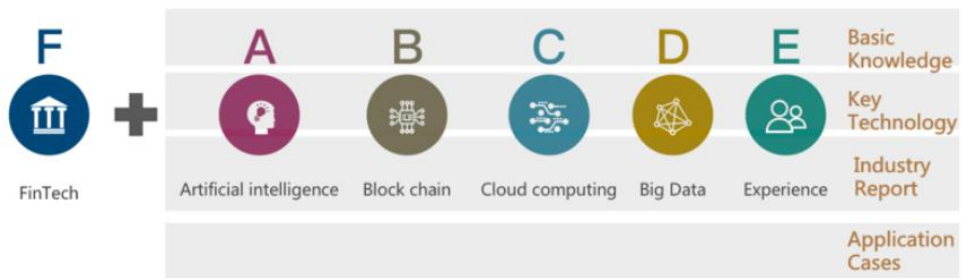 F
A
B
C
D
E
Basic
Knowledge
Key
Technology
Industry
Report
FinTech
Artificial intelligence
Block chain
Cloud computing
Big Data
Experience
Application
Cases